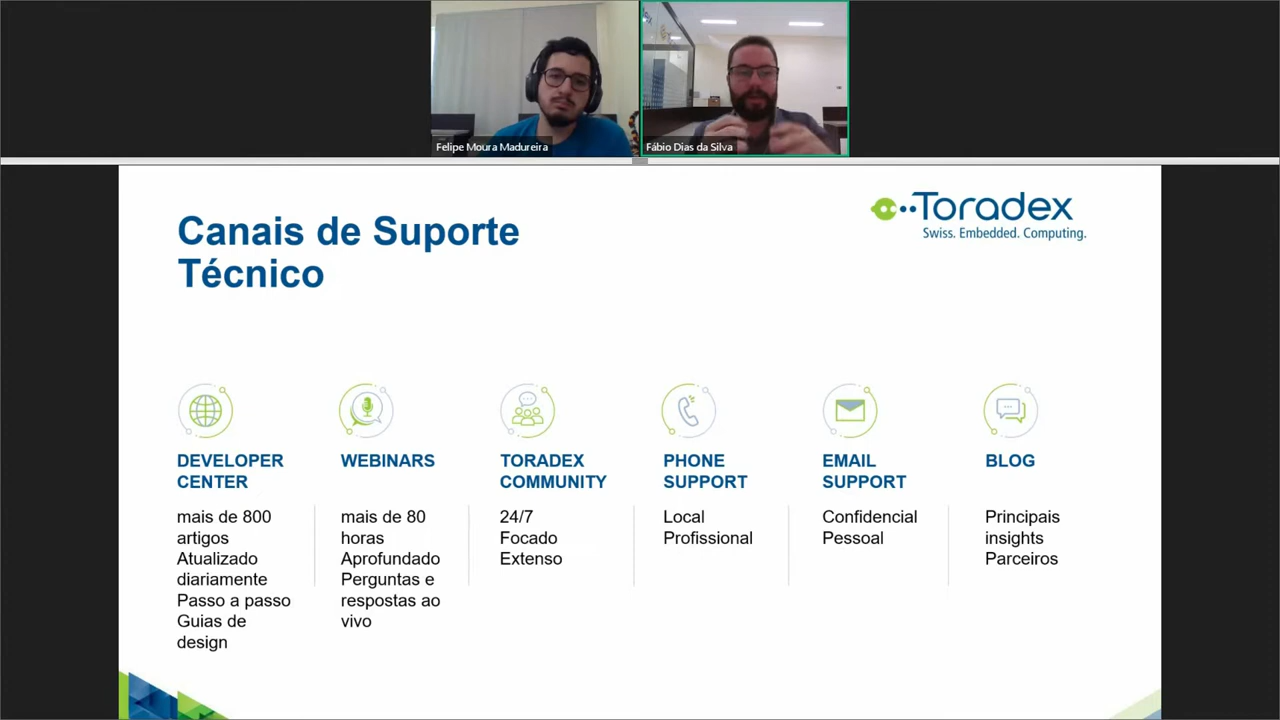 Felipe Moura Madureira
Fábio Dias da Silva
Canais de Suporte
Técnico
Toradex
Swiss. Embedded. Computing.
DEVELOPER
CENTER
mais de 800
artigos
Atualizado
diariamente
Passo a passo
Guias de
design
WEBINARS
mais de 80
horas
Aprofundado
Perguntas e
respostas ao
vivo
TORADEX
COMMUNITY
24/7
Focado
Extenso
PHONE
SUPPORT
Local
Profissional
EMAIL
SUPPORT
Confidencial
Pessoal
BLOG
Principais
insights
Parceiros